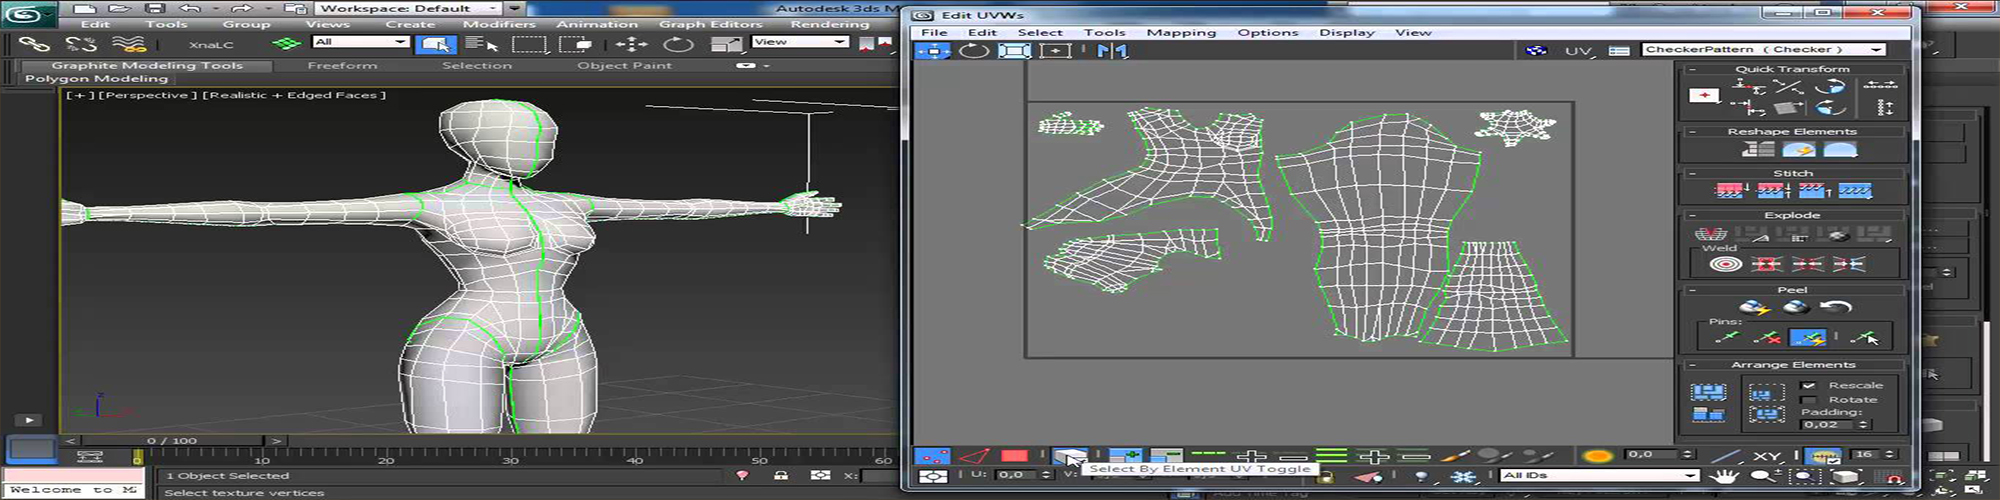 Workspace: Default
Autodesk 3ds M
Edit Tools Group Views Create Modifiers Animation Graph Editors Rendering
XnaLC
All
View
Graphite Modeling Tools Freeform Selection Object Paint
Polygon Modeling
[ + ] [Perspective ] [Realistic + Edged Faces ]
0 / 100
0 10 20 30 40 50 60
1 Object Selected
X:
Welcome to M
Select texture vertices
Edit UVWs
File Edit Select Tools Mapping Options Display View
UV
CheckerPattern ( Checker )
Quick Transform
Reshape Elements
Stitch
Explode
Weld
Peel
Pins:
Arrange Elements
Rescale
Rotate
Padding:
0,02
0,0
XY
16
Select By Element UV Toggle
U: 0,0 V:
All IDs
Add Time Tag